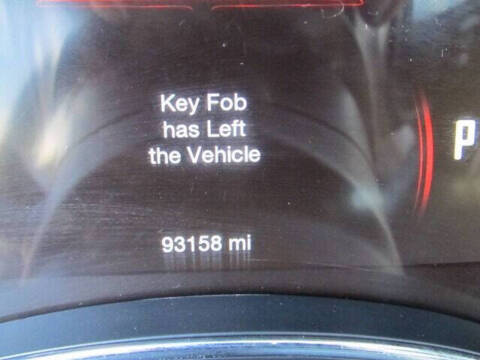 Key Fob
has Left
the Vehicle
P
93158 mi